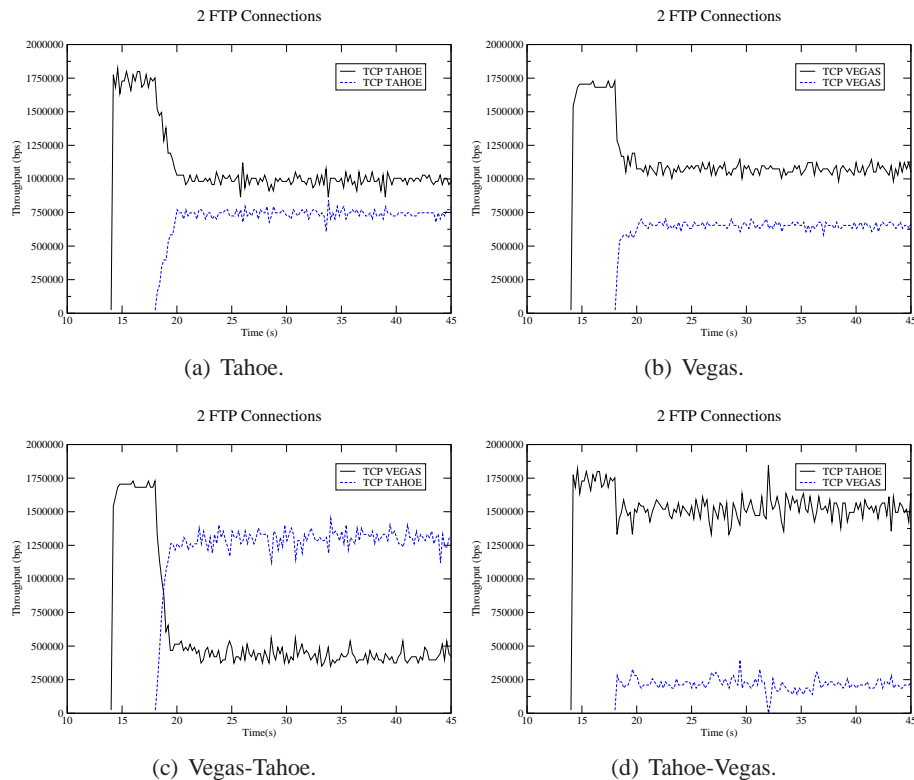 2 FTP Connections
2000000
1750000
1500000
1250000
1000000
750000
500000
250000
0
Throughput (bps)
TCP TAHOE
TCP TAHOE
10 15 20 25 30 35 40 45
Time (s)
(a) Tahoe.
2 FTP Connections
2000000
1750000
1500000
1250000
1000000
750000
500000
250000
0
Throughput (bps)
TCP VEGAS
TCP VEGAS
10 15 20 25 30 35 40 45
Time (s)
(b) Vegas.
2 FTP Connections
2000000
1750000
1500000
1250000
1000000
750000
500000
250000
0
Throughput (bps)
TCP VEGAS
TCP TAHOE
10 15 20 25 30 35 40 45
Time(s)
(c) Vegas-Tahoe.
2 FTP Connections
2000000
1750000
1500000
1250000
1000000
750000
500000
250000
0
Throughput (bps)
TCP TAHOE
TCP VEGAS
10 15 20 25 30 35 40 45
Time (s)
(d) Tahoe-Vegas.